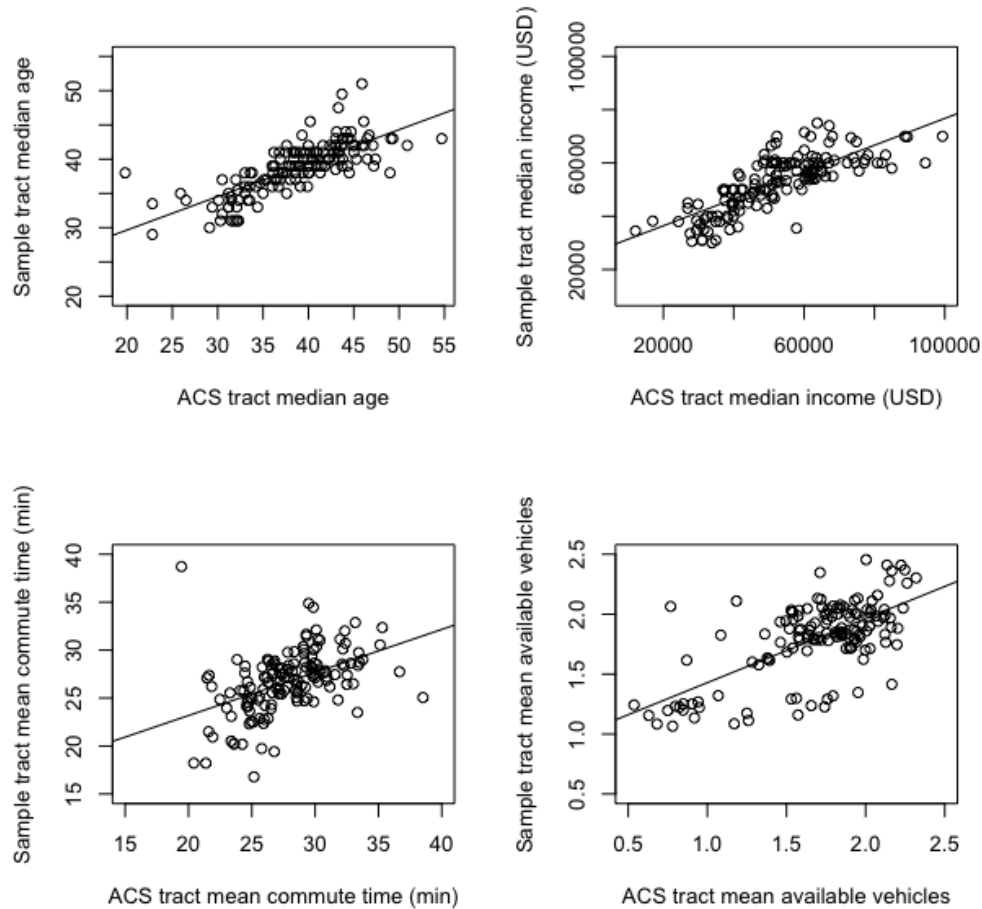 Sample tract median age
50
40
30
20
20 25 30 35 40 45 50 55
ACS tract median age
Sample tract median income (USD)
100000
60000
20000
20000 60000 100000
ACS tract median income (USD)
Sample tract mean commute time (min)
40
35
30
25
20
15
15 20 25 30 35 40
ACS tract mean commute time (min)
Sample tract mean available vehicles
2.5
2.0
1.5
1.0
0.5
0.5 1.0 1.5 2.0 2.5
ACS tract mean available vehicles